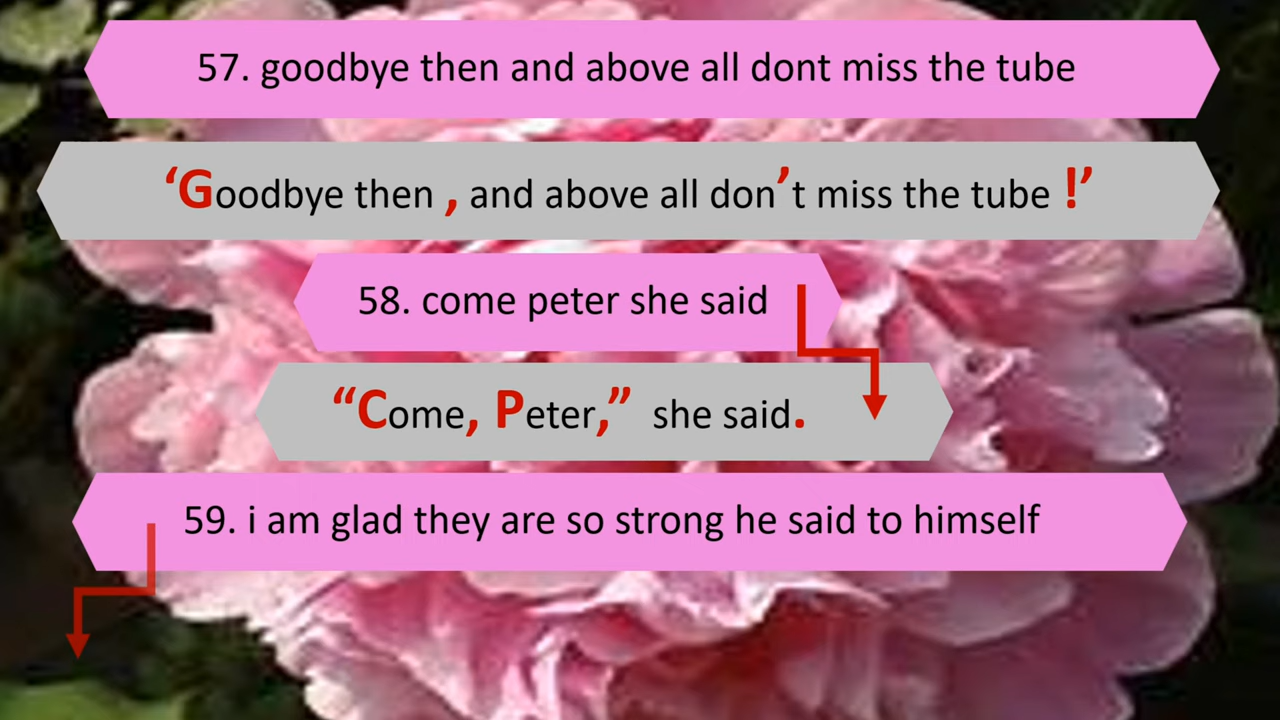 57. goodbye then and above all dont miss the tube
‘Goodbye then , and above all don’t miss the tube !’
58. come peter she said
“Come, Peter,” she said.
59. i am glad they are so strong he said to himself